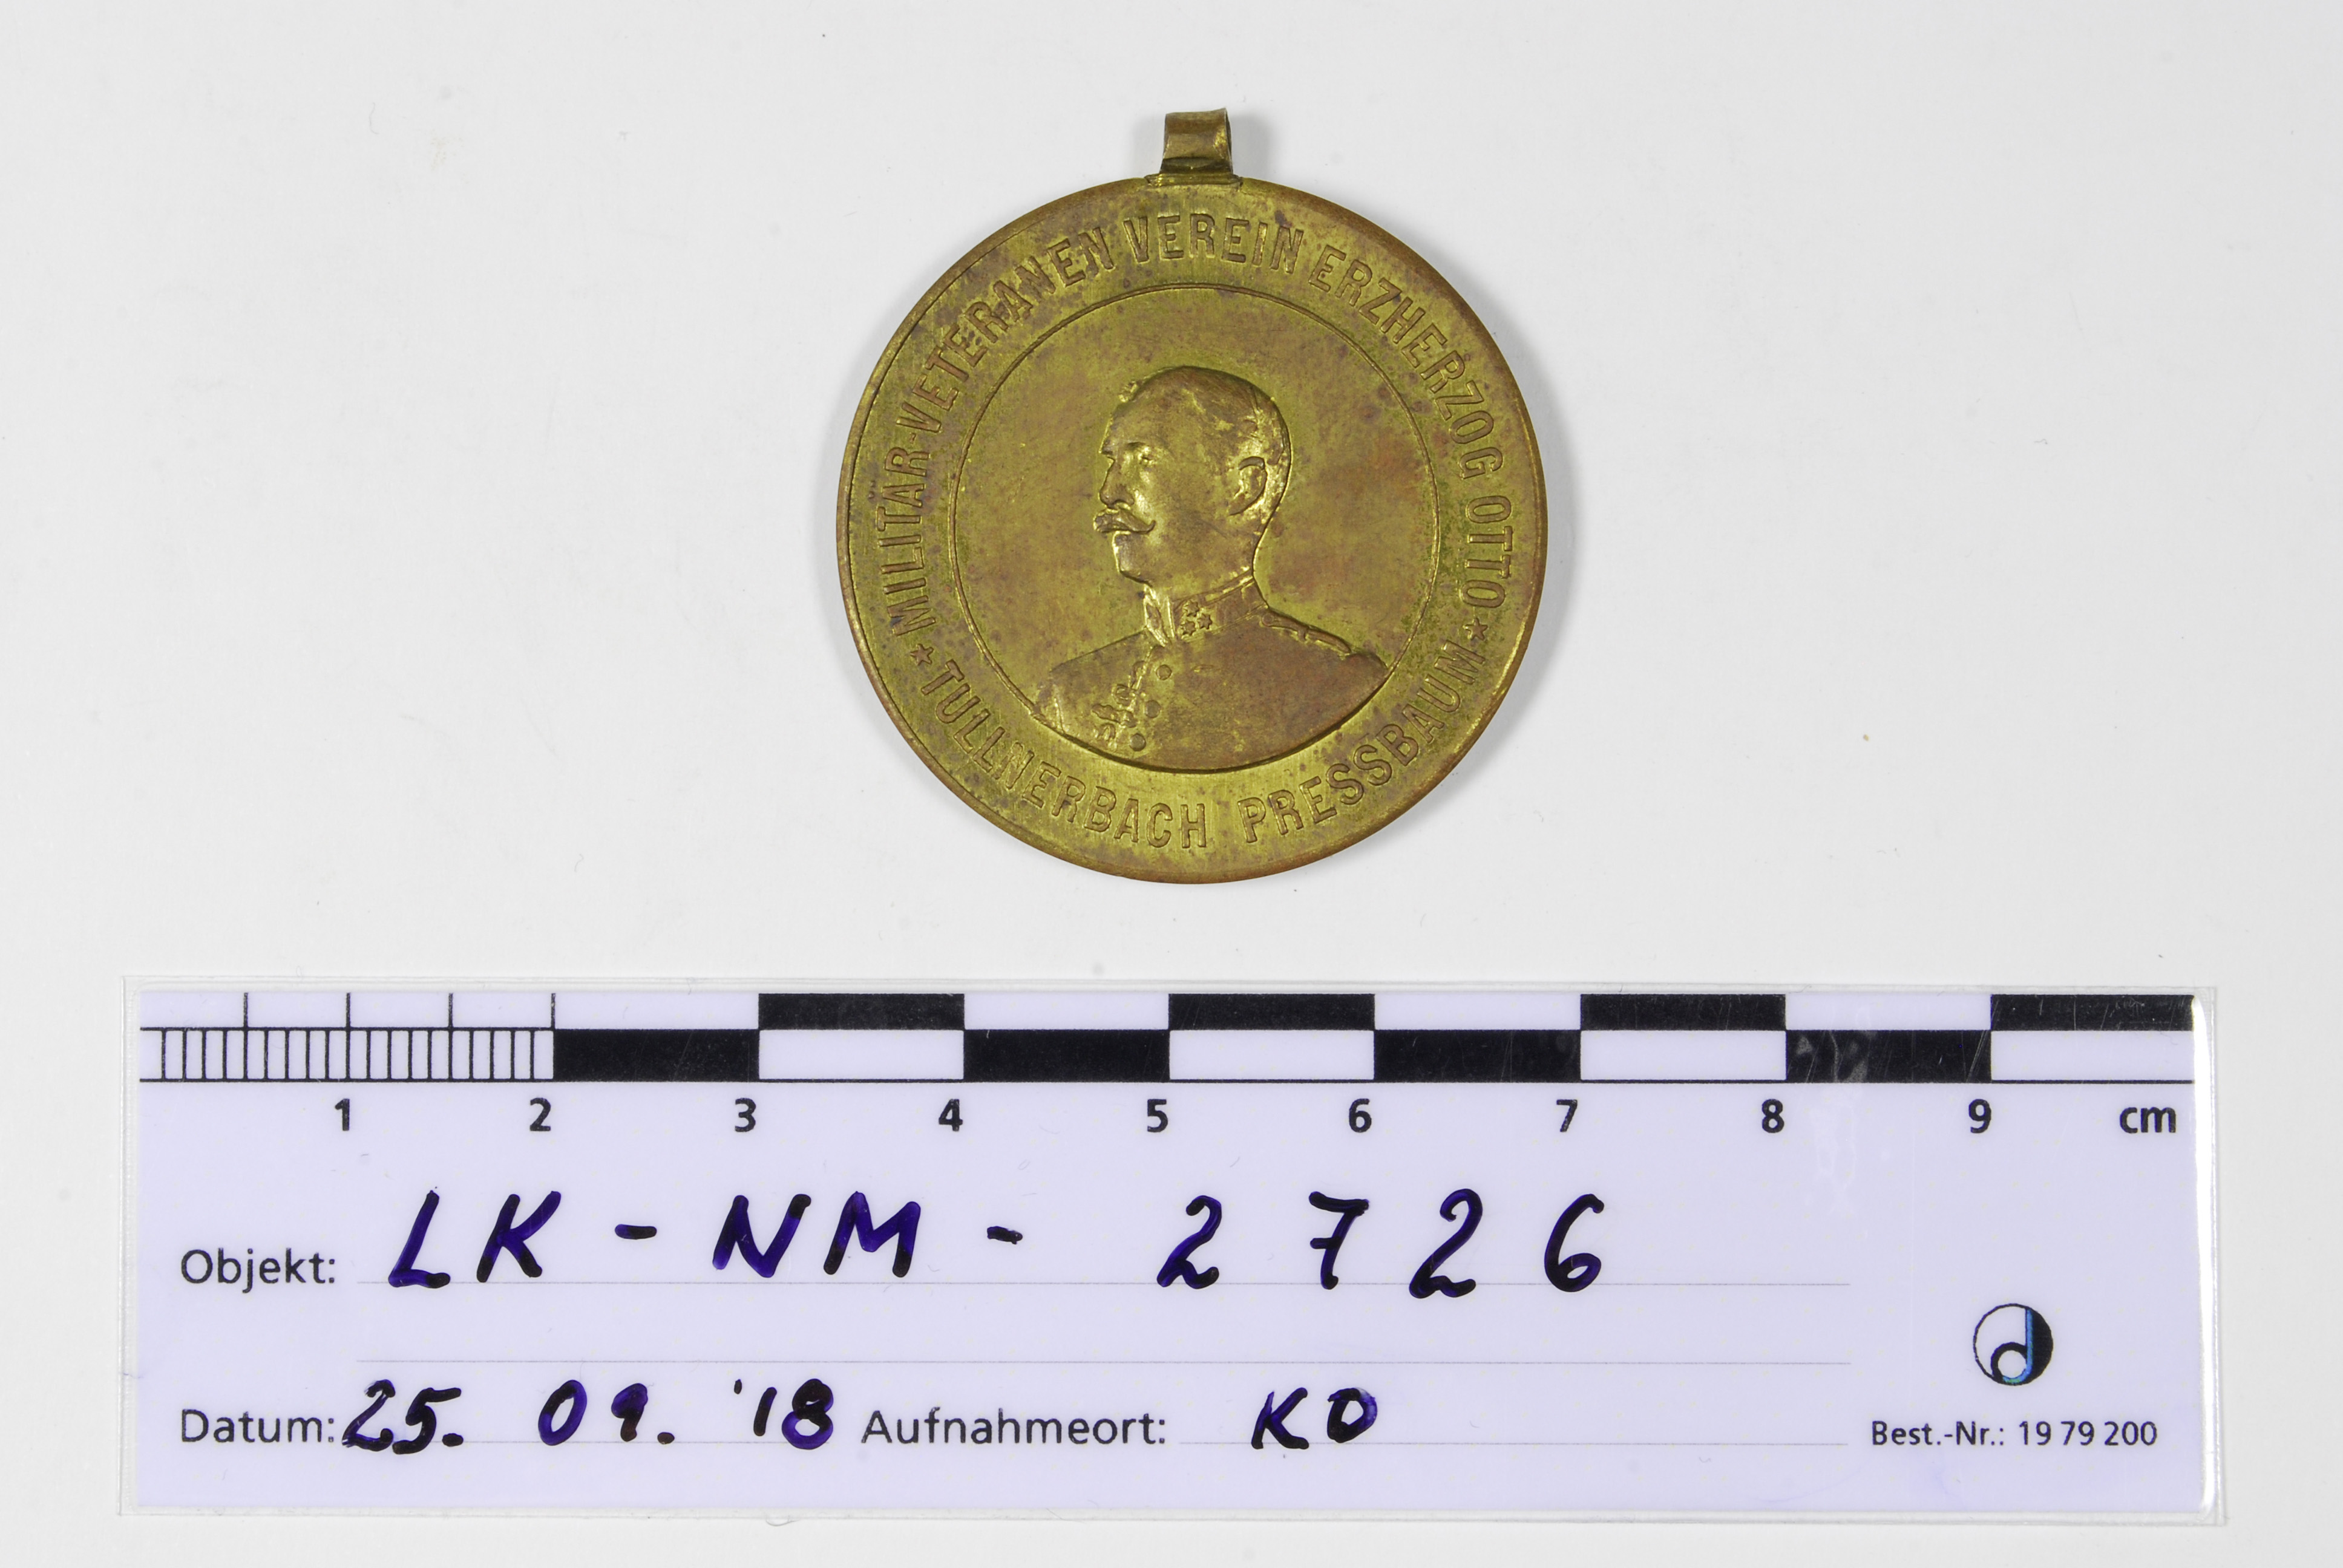 MILITÄR-VETERANEN VEREIN ERZHERZOG OTTO
* TULLNERBACH PRESSBAUM *
1 2 3 4 5 6 7 8 9 cm
Objekt: LK - NM - 2726
Datum: 25. 09. '18 Aufnahmeort: KO
Best.-Nr.: 19 79 200